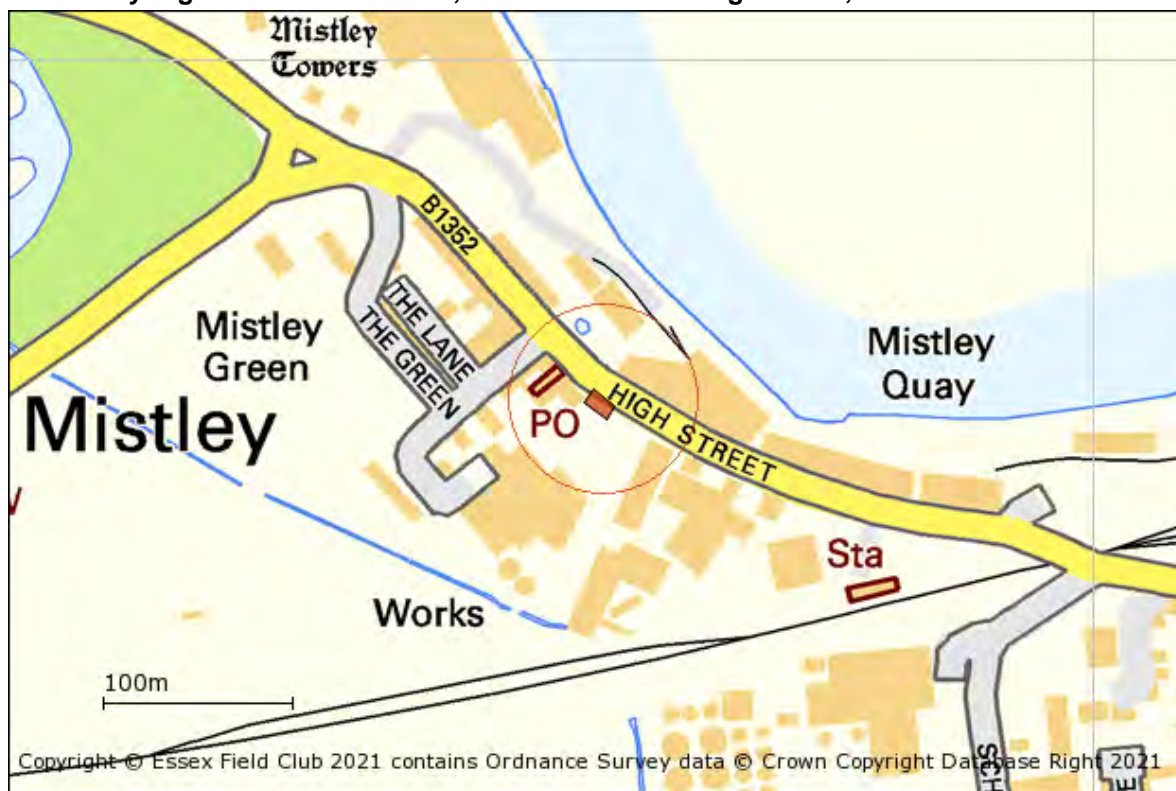 Mistley
Towers
B1352
THE LANE
THE GREEN
Mistley
Green
Mistley
PO
HIGH STREET
Mistley
Quay
Sta
Works
100m
SCH
E
Copyright © Essex Field Club 2021 contains Ordnance Survey data © Crown Copyright Database Right 2021